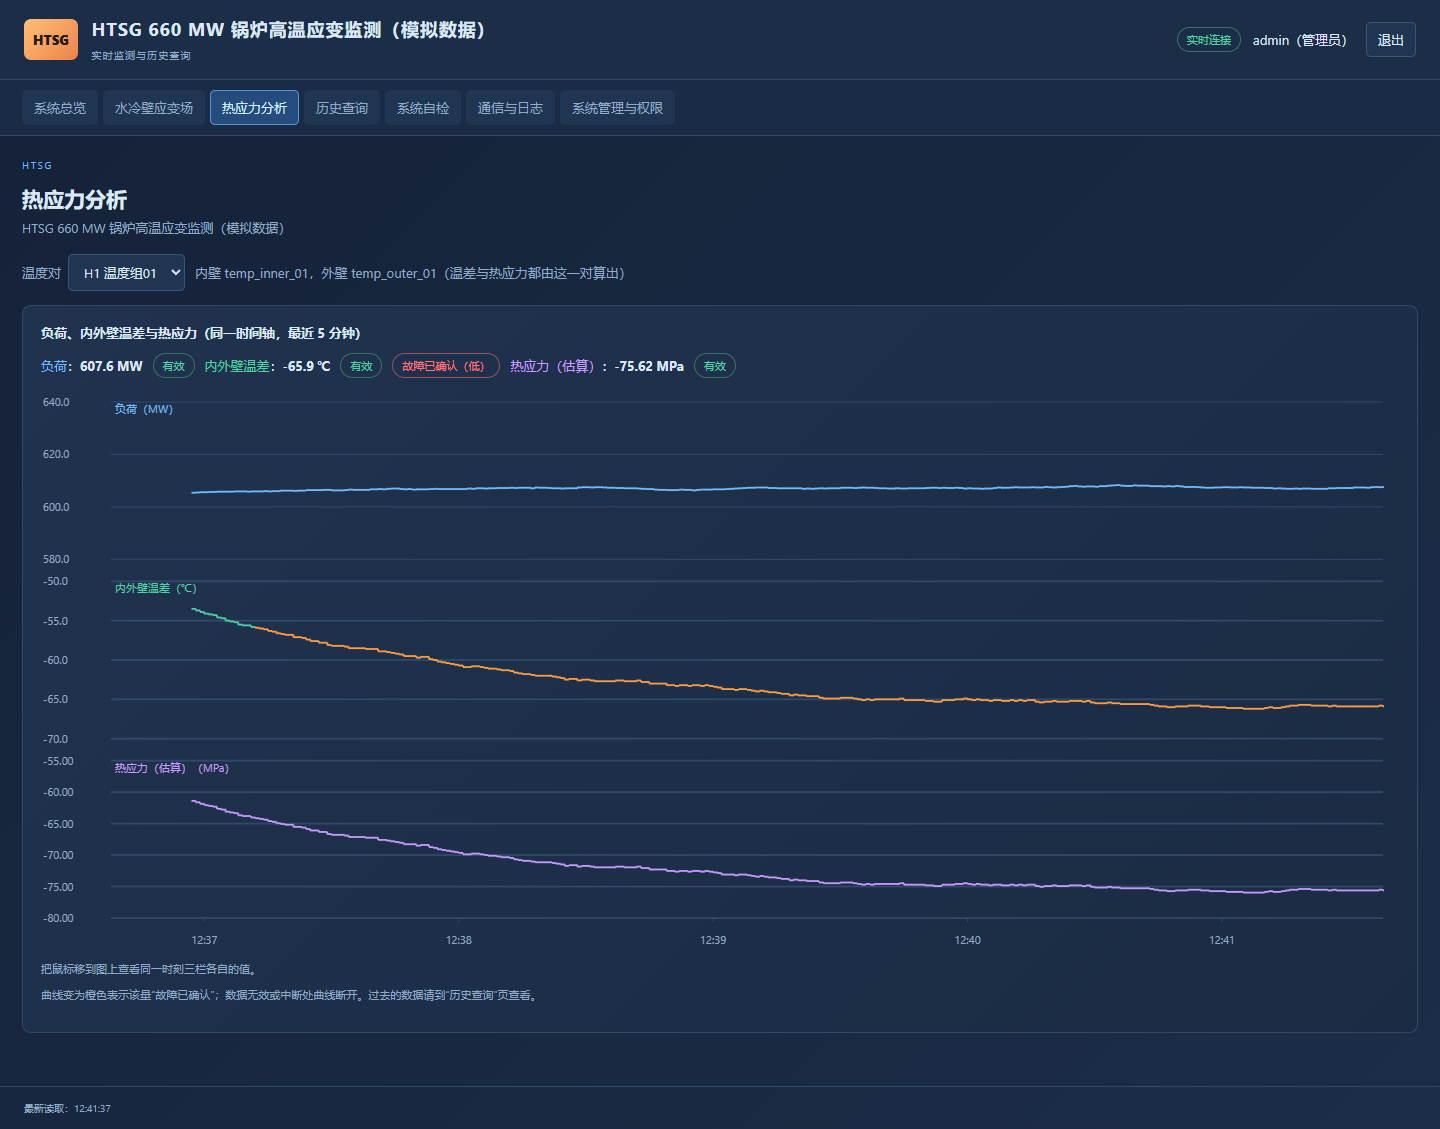 HTSG
HTSG 660 MW 锅炉高温应变监测（模拟数据）
实时监测与历史查询
实时连接
admin（管理员）
退出
系统总览
水冷壁应变场
热应力分析
历史查询
系统自检
通信与日志
系统管理与权限
HTSG
热应力分析
HTSG 660 MW 锅炉高温应变监测（模拟数据）
温度对 H1 温度组01 内壁 temp_inner_01，外壁 temp_outer_01（温差与热应力都由这一对算出）
负荷、内外壁温差与热应力（同一时间轴，最近 5 分钟）
负荷：607.6 MW 有效 内外壁温差：-65.9 ℃ 有效 故障已确认（低） 热应力（估算）：-75.62 MPa 有效
640.0
负荷（MW）
620.0
600.0
580.0
-50.0
内外壁温差（℃）
-55.0
-60.0
-65.0
-70.0
-55.00
热应力（估算）（MPa）
-60.00
-65.00
-70.00
-75.00
-80.00
12:37 12:38 12:39 12:40 12:41
把鼠标移到图上查看同一时刻三栏各自的值。
曲线变为橙色表示该量“故障已确认”；数据无效或中断处曲线断开。过去的数据请到“历史查询”页查看。
最新读取：12:41:37